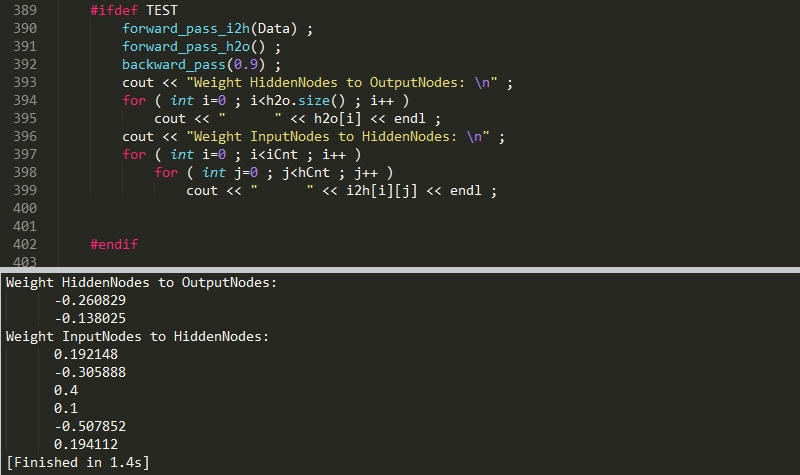 389 #ifdef TEST
390 forward_pass_i2h(Data) ;
391 forward_pass_h2o() ;
392 backward_pass(0.9) ;
393 cout << "Weight HiddenNodes to OutputNodes: \n" ;
394 for ( int i=0 ; i<h2o.size() ; i++ )
395 cout << "      " << h2o[i] << endl ;
396 cout << "Weight InputNodes to HiddenNodes: \n" ;
397 for ( int i=0 ; i<iCnt ; i++ )
398 for ( int j=0 ; j<hCnt ; j++ )
399 cout << "      " << i2h[i][j] << endl ;
400
401
402 #endif
403
Weight HiddenNodes to OutputNodes:
-0.260829
-0.138025
Weight InputNodes to HiddenNodes:
0.192148
-0.305888
0.4
0.1
-0.507852
0.194112
[Finished in 1.4s]